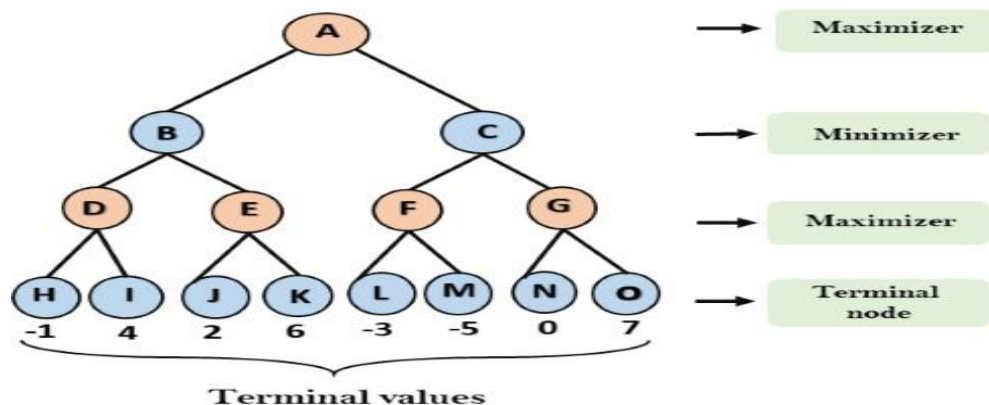 A
Maximizer
B
C
Minimizer
D
E
F
G
Maximizer
H
I
J
K
L
M
N
O
Terminal
node
-1
4
2
6
-3
-5
0
7
Terminal values